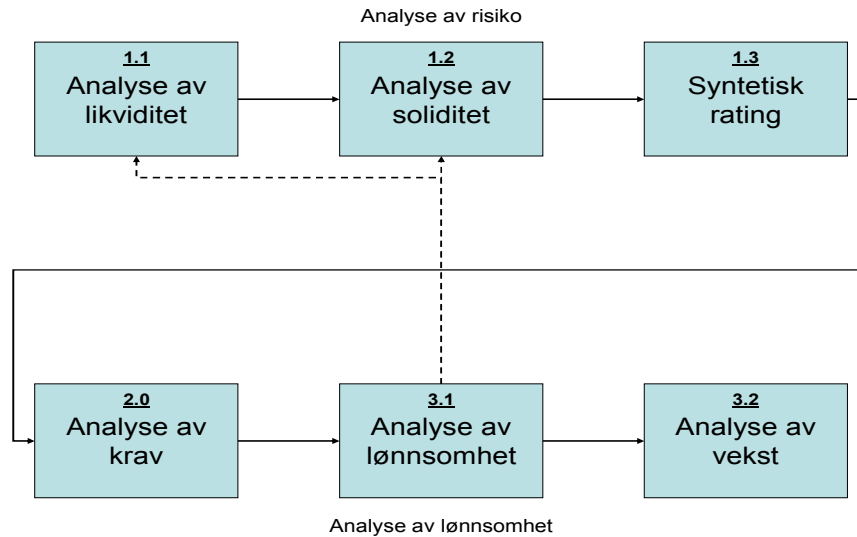 Analyse av risiko
1.1
Analyse av
likviditet
1.2
Analyse av
soliditet
1.3
Syntetisk
rating
2.0
Analyse av
krav
3.1
Analyse av
lønnsomhet
3.2
Analyse av
vekst
Analyse av lønnsomhet